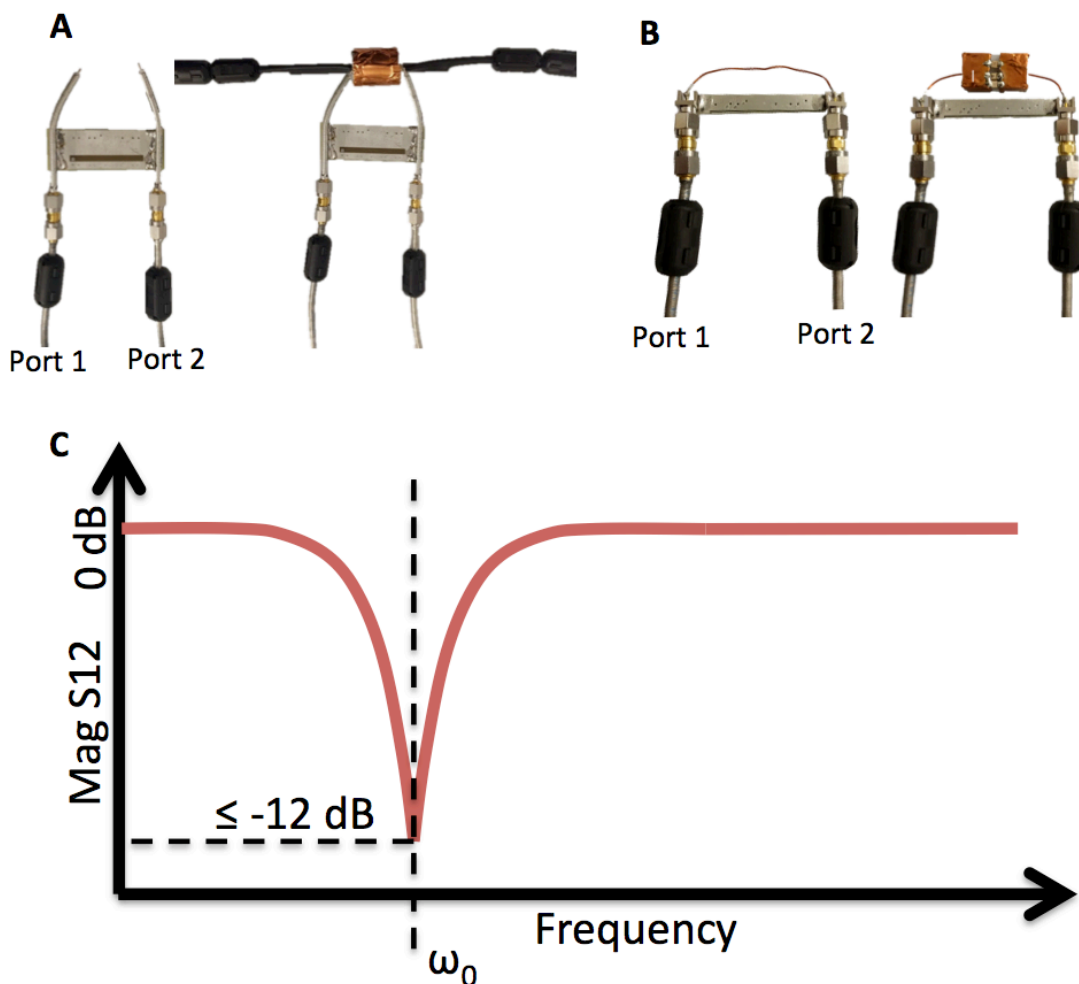 A
B
Port 1
Port 2
Port 1
Port 2
C
0 dB
Mag S12
≤ -12 dB
Frequency
ω₀